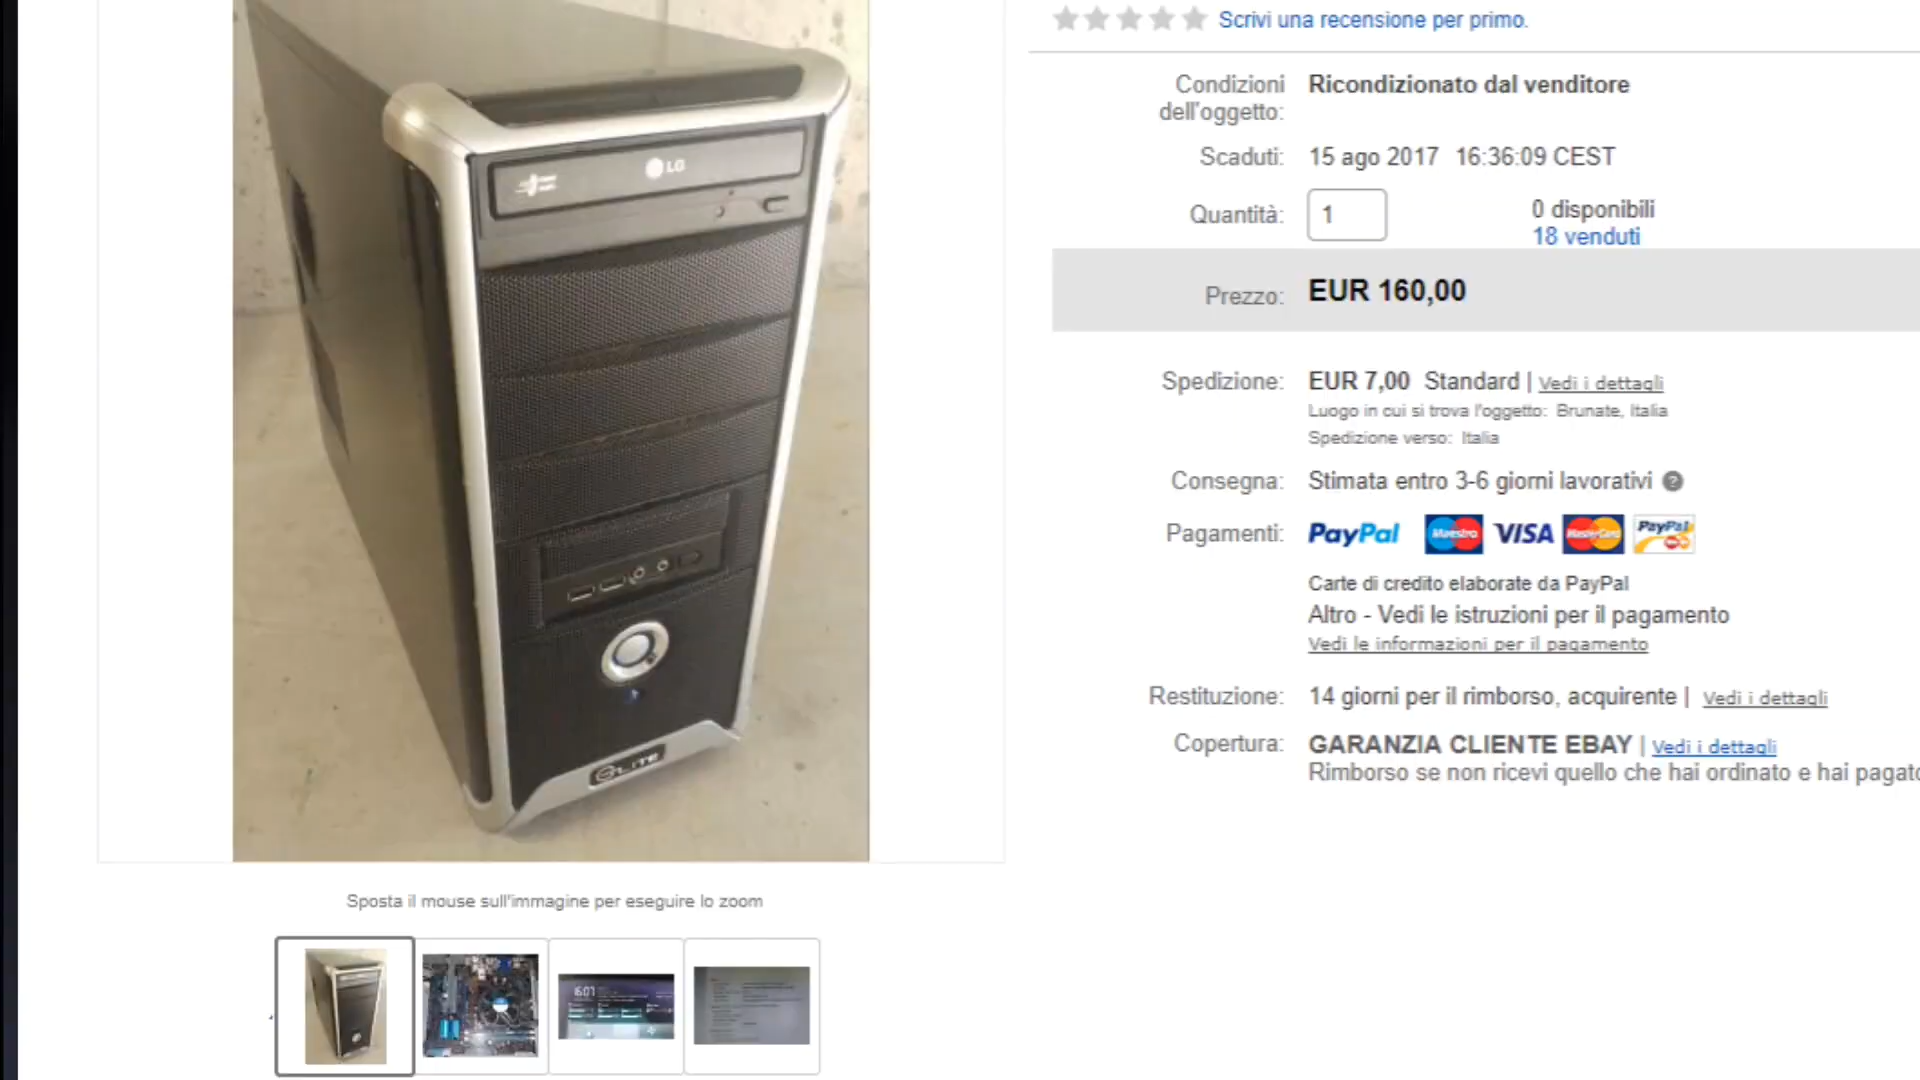 Scrivi una recensione per primo.
Condizioni dell'oggetto: Ricondizionato dal venditore
Scaduti: 15 ago 2017 16:36:09 CEST
Quantità: 1
0 disponibili
18 venduti
Prezzo: EUR 160,00
Spedizione: EUR 7,00 Standard | Vedi i dettagli
Luogo in cui si trova l'oggetto: Brunate, Italia
Spedizione verso: Italia
Consegna: Stimata entro 3-6 giorni lavorativi ?
Pagamenti: PayPal Maestro VISA MasterCard PayPal
Carte di credito elaborate da PayPal
Altro - Vedi le istruzioni per il pagamento
Vedi le informazioni per il pagamento
Restituzione: 14 giorni per il rimborso, acquirente | Vedi i dettagli
Copertura: GARANZIA CLIENTE EBAY | Vedi i dettagli
Rimborso se non ricevi quello che hai ordinato e hai pagato
LG
ELITE
Sposta il mouse sull'immagine per eseguire lo zoom